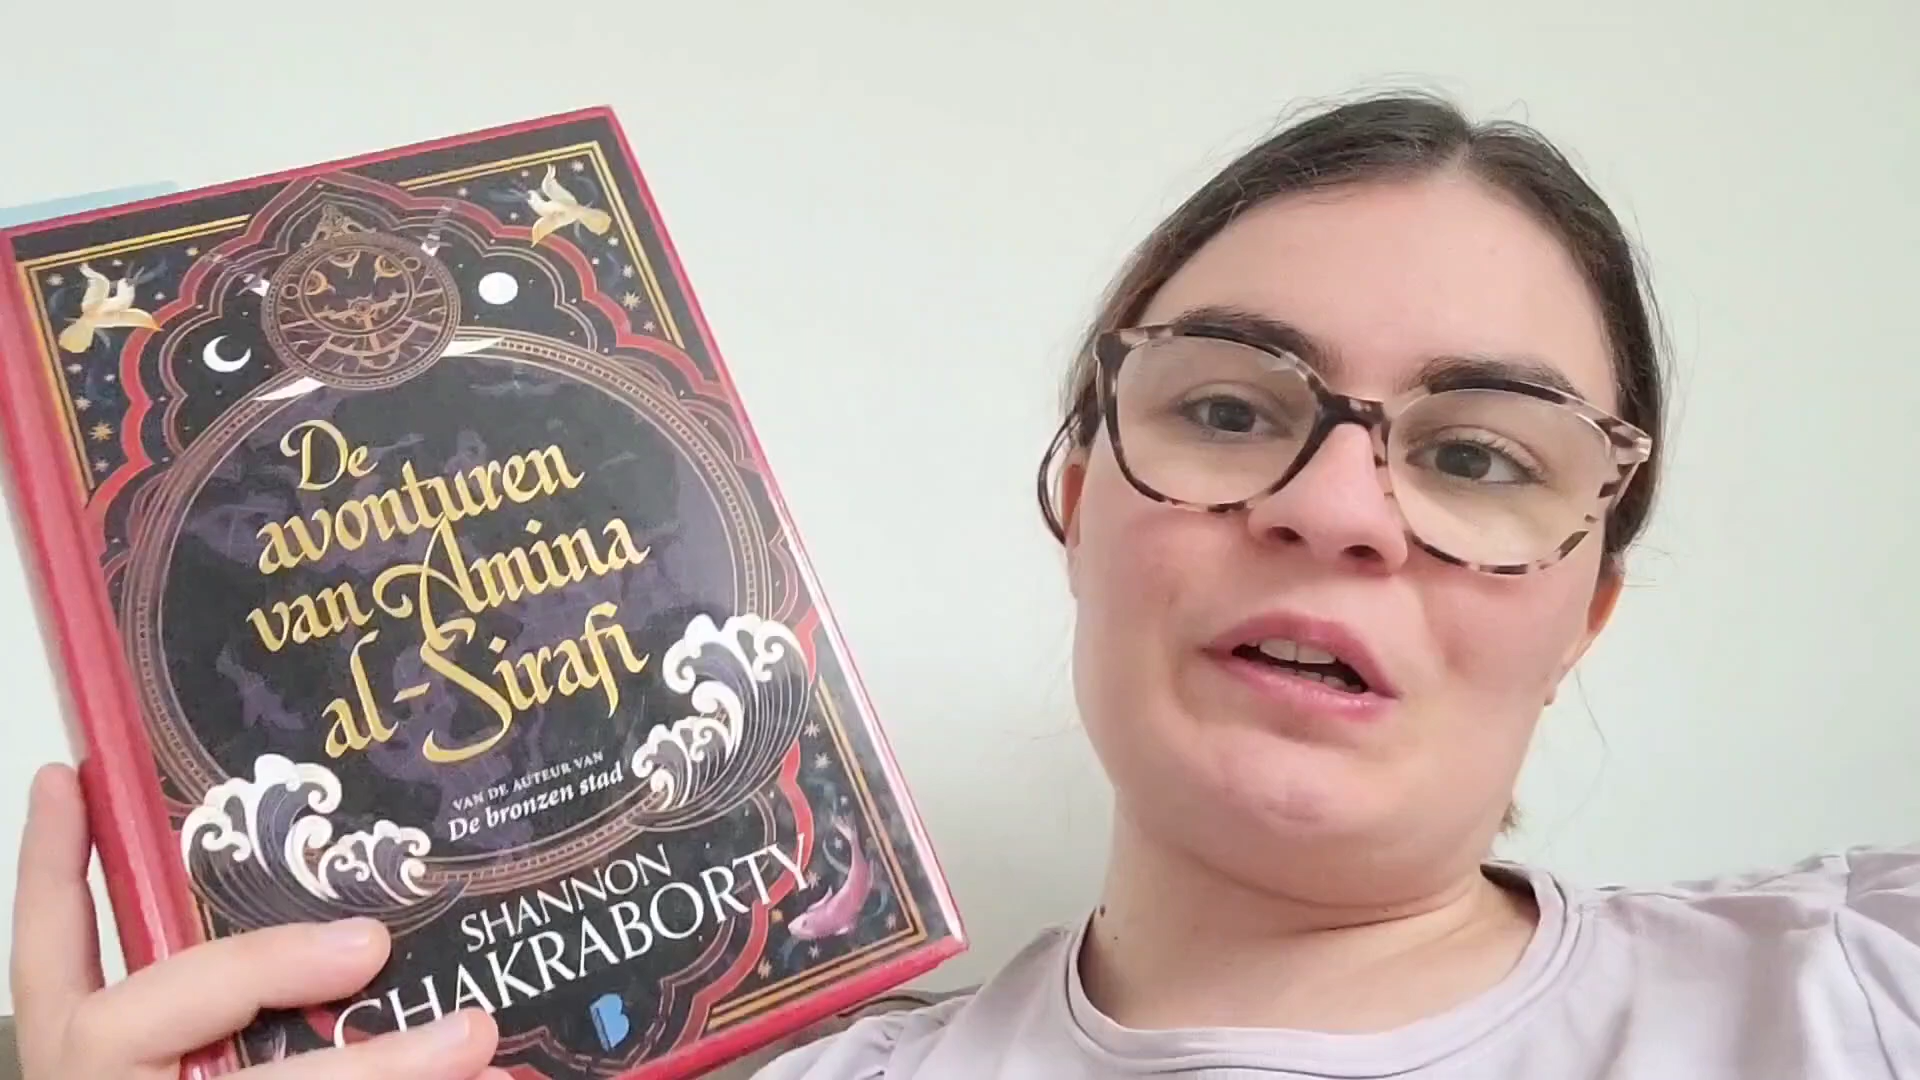 De
avonturen
van Amina
al-Sirafi
VAN DE AUTEUR VAN
De bronzen stad
SHANNON
CHAKRABORTY